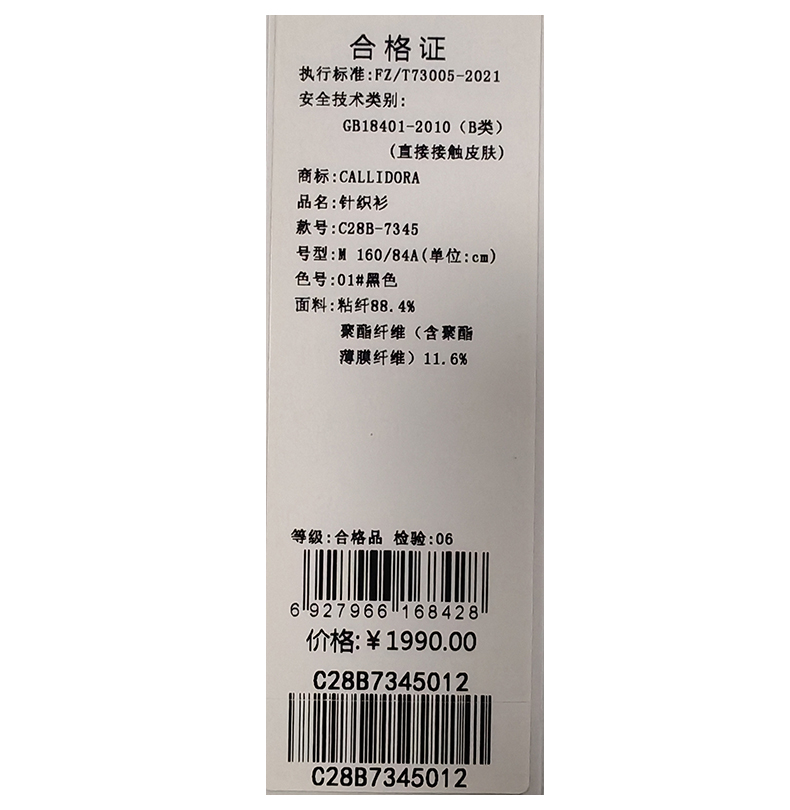 合格证
执行标准:FZ/T73005-2021
安全技术类别:
GB18401-2010（B类）
(直接接触皮肤)
商标:CALLIDORA
品名:针织衫
款号:C28B-7345
号型:M 160/84A(单位:cm)
色号:01#黑色
面料:粘纤88.4%
聚酯纤维（含聚酯
薄膜纤维）11.6%
等级:合格品 检验:06
6 927966 168428
价格:￥1990.00
C28B7345012
C28B7345012